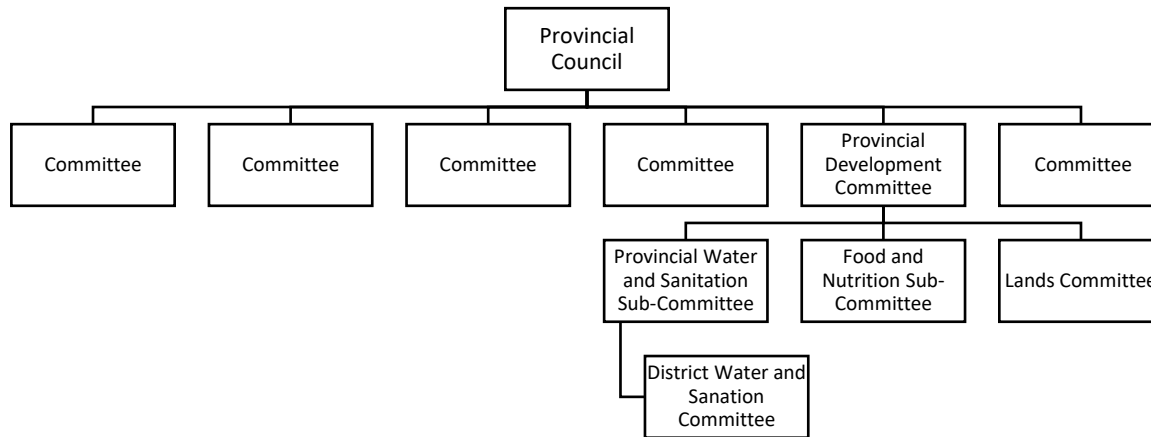 Provincial
Council
Committee
Committee
Committee
Committee
Provincial
Development
Committee
Committee
Provincial Water
and Sanitation
Sub-Committee
Food and
Nutrition Sub-
Committee
Lands Committee
District Water and
Sanation
Committee